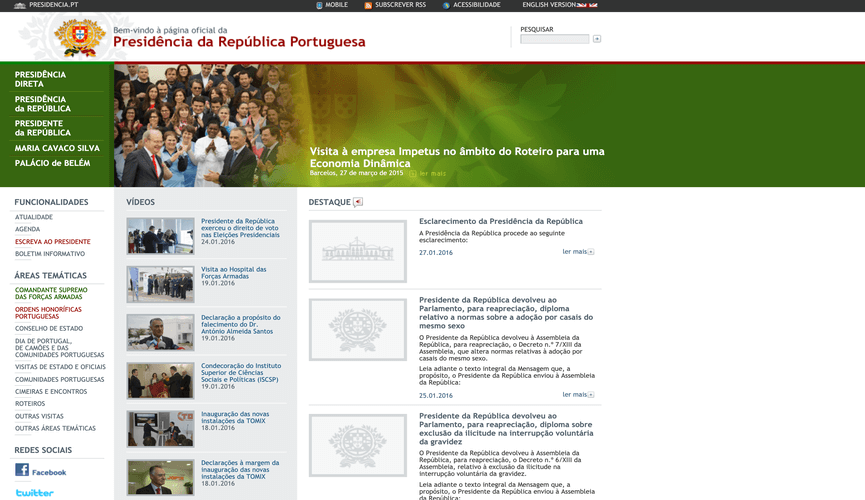 PRESIDENCIA.PT
MOBILE
SUBSCREVER RSS
ACESSIBILIDADE
ENGLISH VERSION
Bem-vindo à página oficial da
Presidência da República Portuguesa
PESQUISAR
PRESIDÊNCIA
DIRETA
PRESIDÊNCIA
da REPÚBLICA
PRESIDENTE
da REPÚBLICA
MARIA CAVACO SILVA
PALÁCIO de BELÉM
Visita à empresa Impetus no âmbito do Roteiro para uma
Economia Dinâmica
Barcelos, 27 de março de 2015
ler mais
FUNCIONALIDADES
ATUALIDADE
AGENDA
ESCREVA AO PRESIDENTE
BOLETIM INFORMATIVO
ÁREAS TEMÁTICAS
COMANDANTE SUPREMO
DAS FORÇAS ARMADAS
ORDENS HONORÍFICAS
PORTUGUESAS
CONSELHO DE ESTADO
DIA DE PORTUGAL,
DE CAMÕES E DAS
COMUNIDADES PORTUGUESAS
VISITAS DE ESTADO E OFICIAIS
COMUNIDADES PORTUGUESAS
CIMEIRAS E ENCONTROS
ROTEIROS
OUTRAS VISITAS
OUTRAS ÁREAS TEMÁTICAS
REDES SOCIAIS
Facebook
twitter
VÍDEOS
Presidente da República
exerceu o direito de voto
nas Eleições Presidenciais
24.01.2016
Visita ao Hospital das
Forças Armadas
19.01.2016
Declaração a propósito do
falecimento do Dr.
António Almeida Santos
19.01.2016
Condecoração do Instituto
Superior de Ciências
Sociais e Políticas (ISCSP)
19.01.2016
Inauguração das novas
instalações da TOMIX
18.01.2016
Declarações à margem da
inauguração das novas
instalações da TOMIX
18.01.2016
DESTAQUE
Esclarecimento da Presidência da República
A Presidência da República procede ao seguinte
esclarecimento:
27.01.2016
ler mais
Presidente da República devolveu ao
Parlamento, para reapreciação, diploma
relativo a normas sobre a adoção por casais do
mesmo sexo
O Presidente da República devolveu à Assembleia da
República, para reapreciação, o Decreto n.º 7/XIII da
Assembleia, que altera normas relativas à adoção por
casais do mesmo sexo.
Leia adiante o texto integral da Mensagem que, a
propósito, o Presidente da República enviou à Assembleia
da República:
25.01.2016
ler mais
Presidente da República devolveu ao
Parlamento, para reapreciação, diploma sobre
exclusão da ilicitude na interrupção voluntária
da gravidez
O Presidente da República devolveu à Assembleia da
República, para reapreciação, o Decreto n.º 6/XIII da
Assembleia, relativo à exclusão da ilicitude na
interrupção voluntária da gravidez.
Leia adiante o texto integral da Mensagem que, a
propósito, o Presidente da República enviou à Assembleia